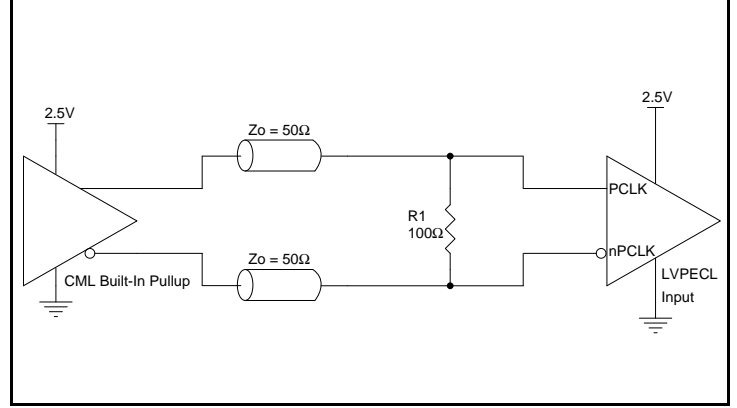 2.5V
2.5V
Zo = 50Ω
PCLK
R1
100Ω
nPCLK
Zo = 50Ω
CML Built-In Pullup
LVPECL
Input